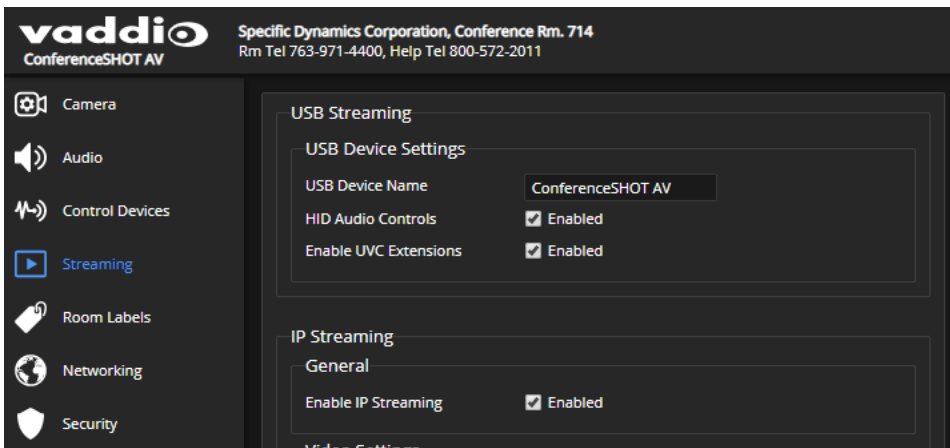 vaddio
ConferenceSHOT AV
Specific Dynamics Corporation, Conference Rm. 714
Rm Tel 763-971-4400, Help Tel 800-572-2011
Camera
Audio
Control Devices
Streaming
Room Labels
Networking
Security
USB Streaming
USB Device Settings
USB Device Name ConferenceSHOT AV
HID Audio Controls Enabled
Enable UVC Extensions Enabled
IP Streaming
General
Enable IP Streaming Enabled
Video Settings